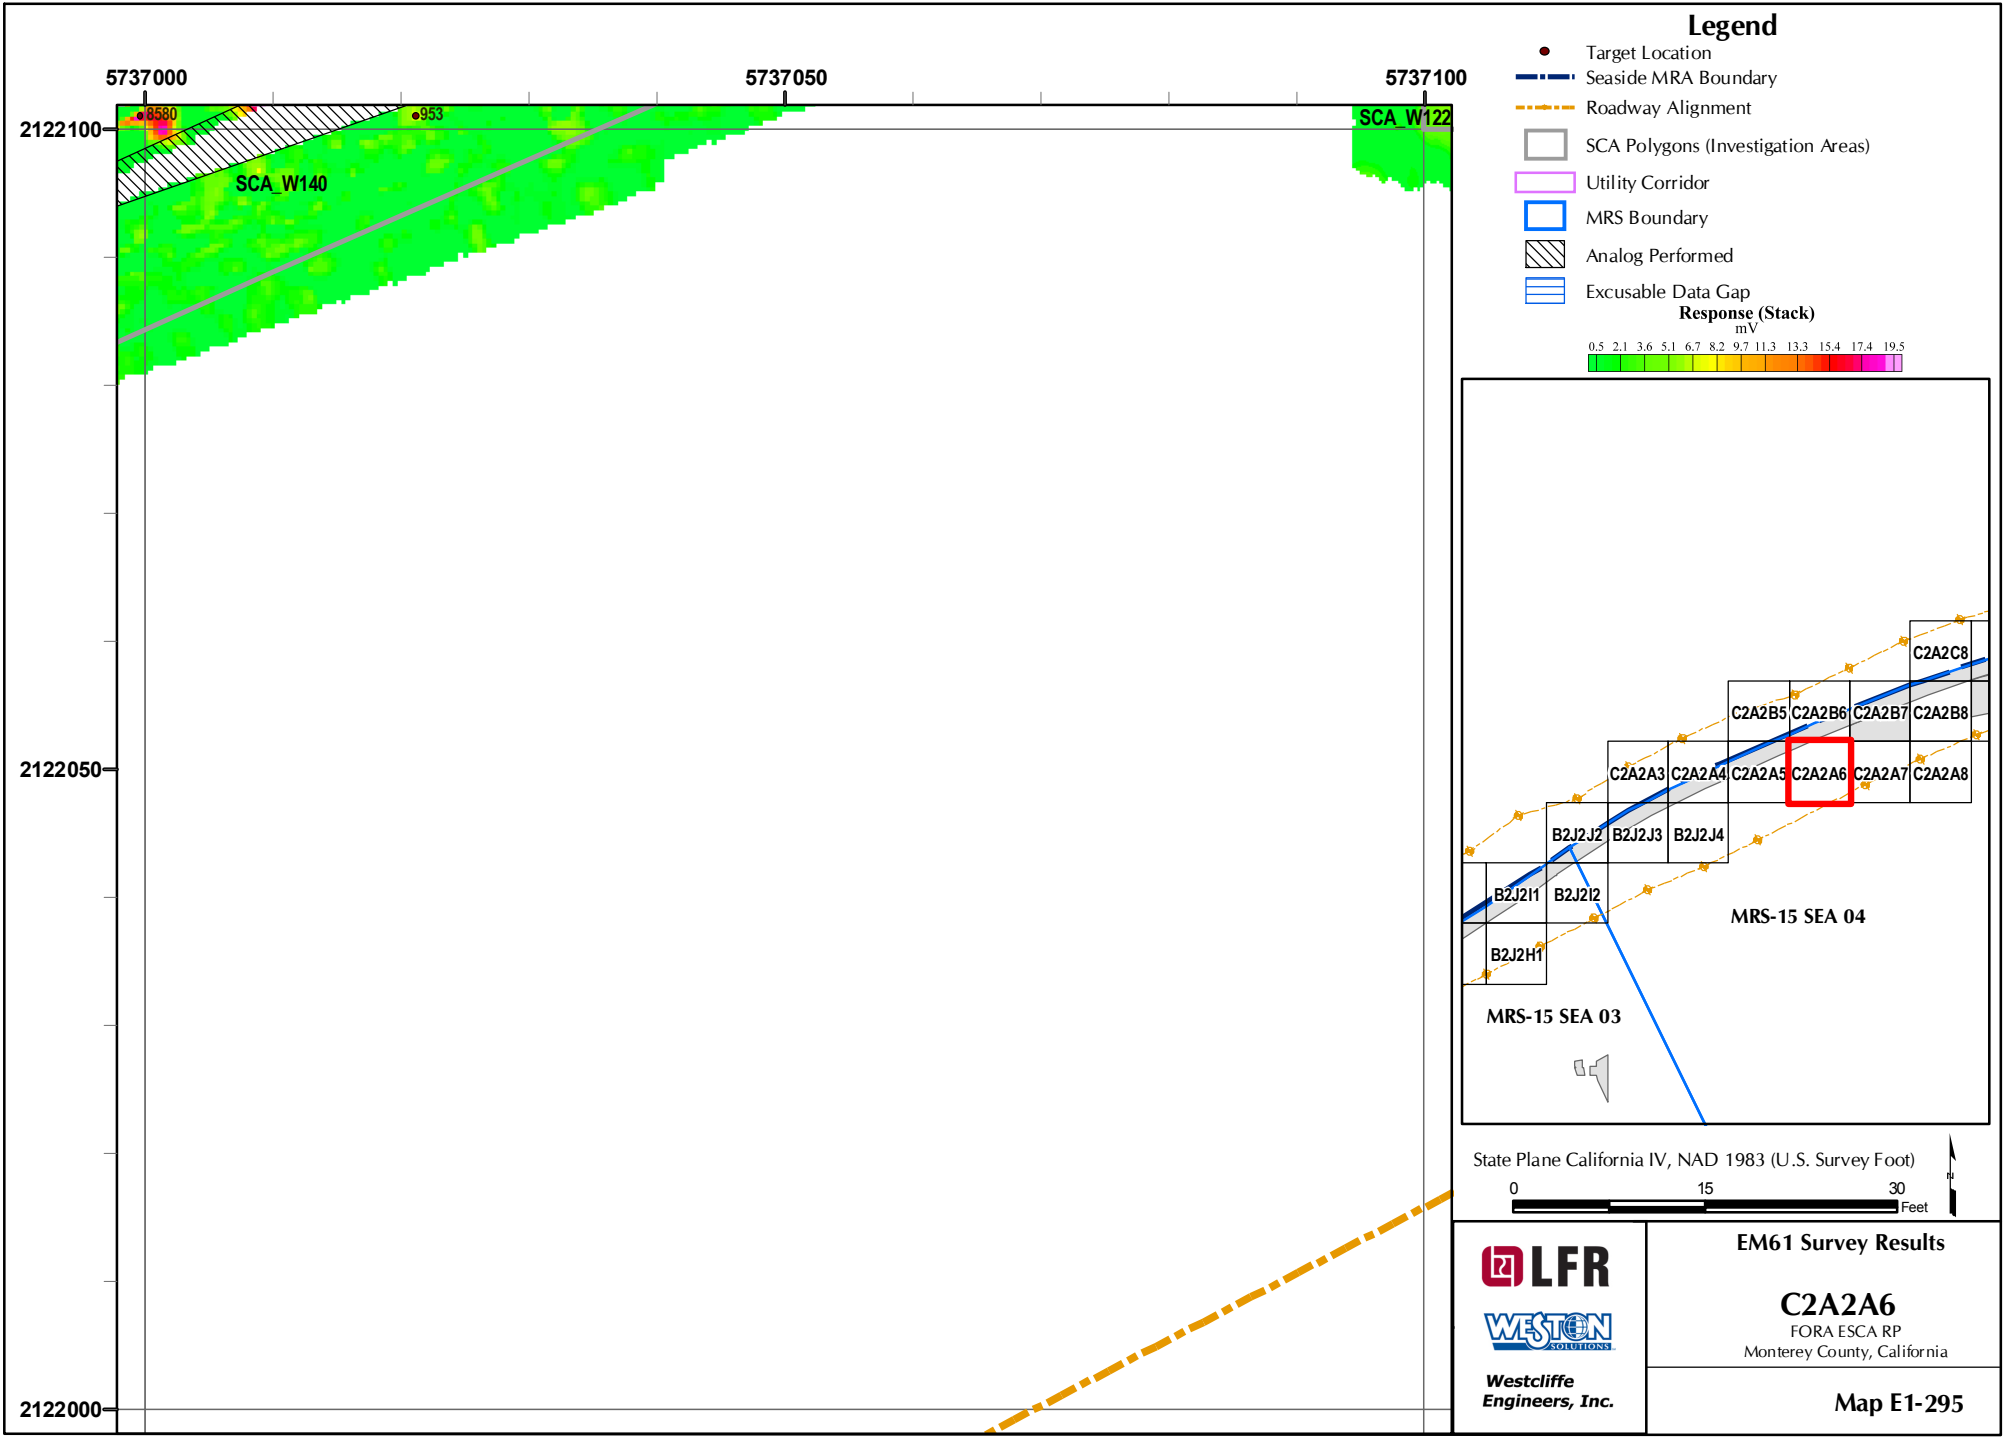 5737000
5737050
5737100
2122100
2122050
2122000
8580
953
SCA_W140
SCA_W122
Legend
Target Location
Seaside MRA Boundary
Roadway Alignment
SCA Polygons (Investigation Areas)
Utility Corridor
MRS Boundary
Analog Performed
Excusable Data Gap
Response (Stack)
mV
0.5 2.1 3.6 5.1 6.7 8.2 9.7 11.3 13.3 15.4 17.4 19.5
C2A2C8
C2A2B5 C2A2B6 C2A2B7 C2A2B8
C2A2A3 C2A2A4 C2A2A5 C2A2A6 C2A2A7 C2A2A8
B2J2J2 B2J2J3 B2J2J4
B2J2I1 B2J2I2
MRS-15 SEA 04
B2J2H1
MRS-15 SEA 03
State Plane California IV, NAD 1983 (U.S. Survey Foot)
N
0 15 30
Feet
LFR
WESTON
SOLUTIONS
Westcliffe
Engineers, Inc.
EM61 Survey Results
C2A2A6
FORA ESCA RP
Monterey County, California
Map E1-295